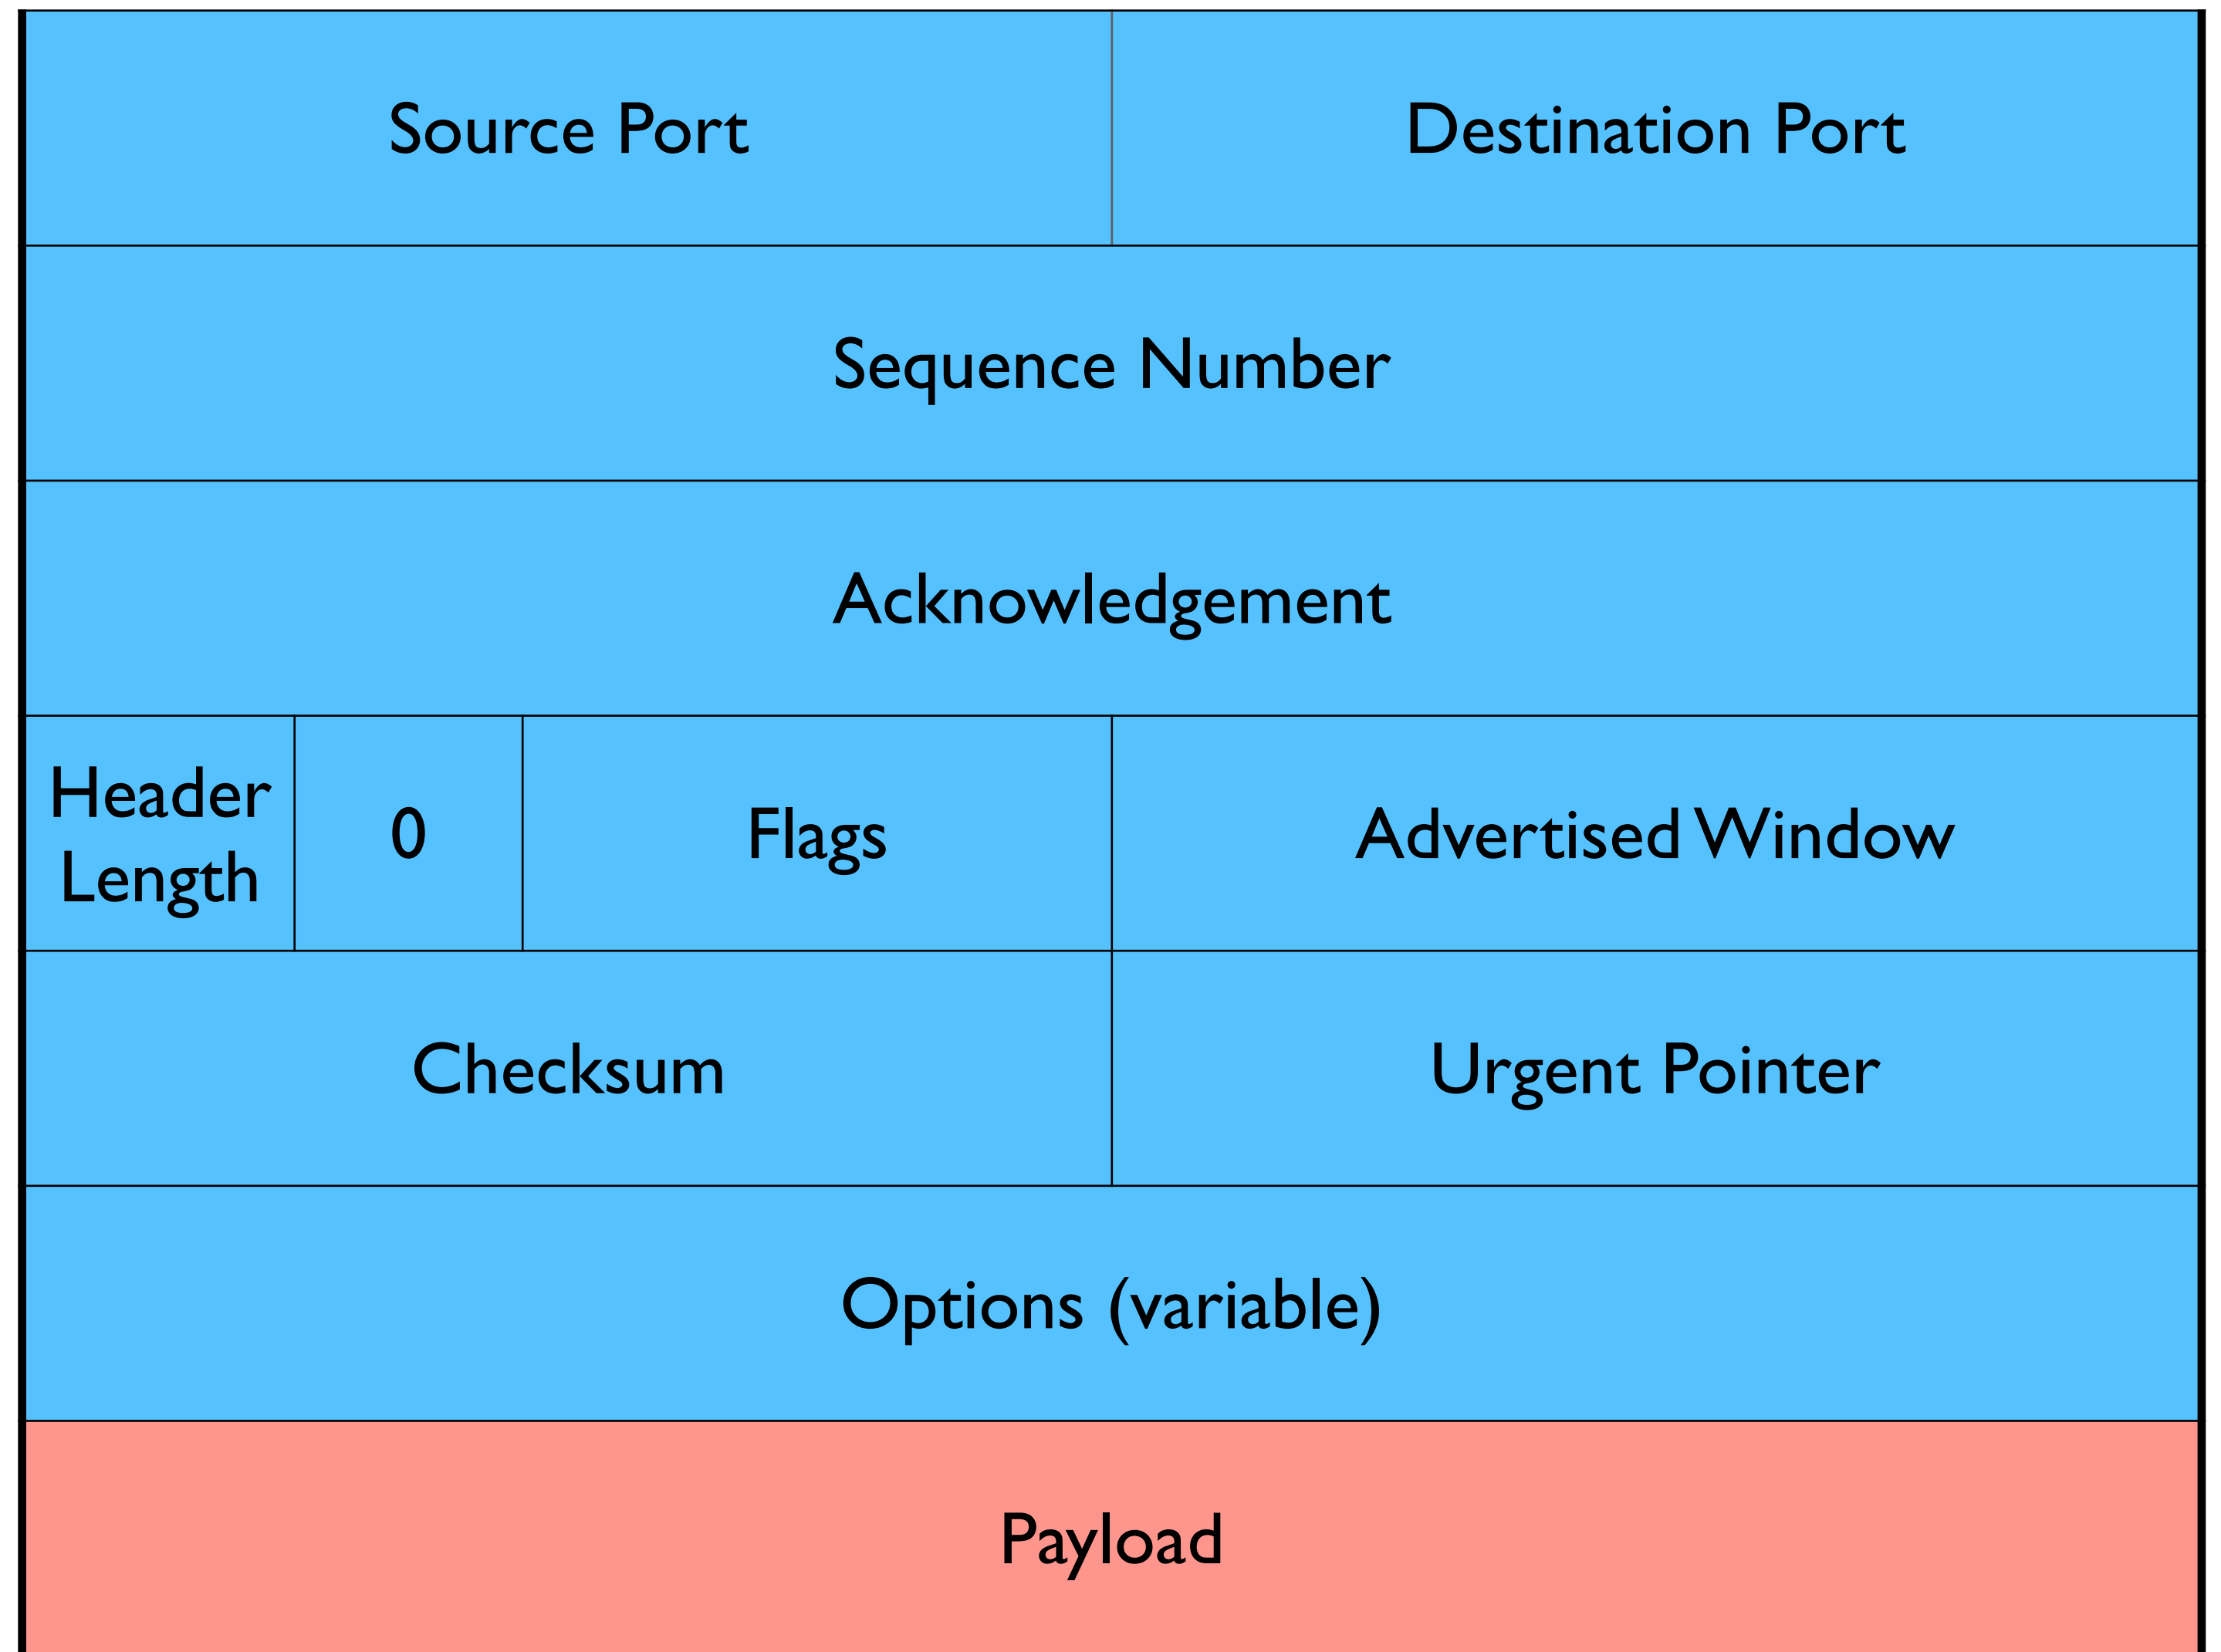 Source Port
Destination Port
Sequence Number
Acknowledgement
Header
Length
0
Flags
Advertised Window
Checksum
Urgent Pointer
Options (variable)
Payload